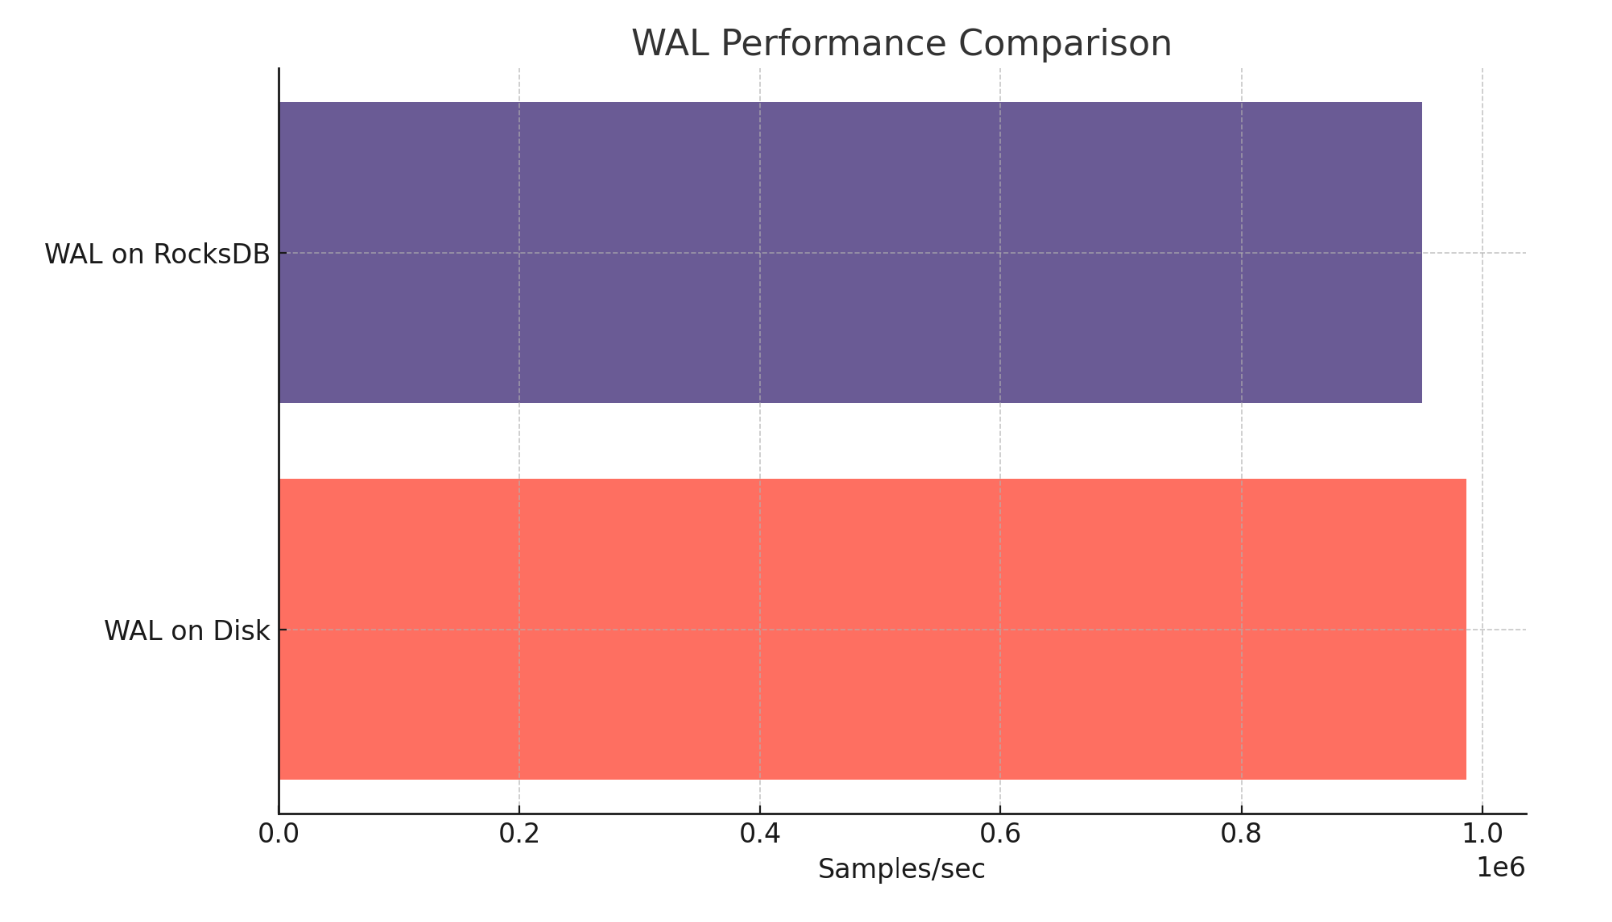 WAL Performance Comparison
WAL on RocksDB
WAL on Disk
0.0 0.2 0.4 0.6 0.8 1.0
Samples/sec
1e6